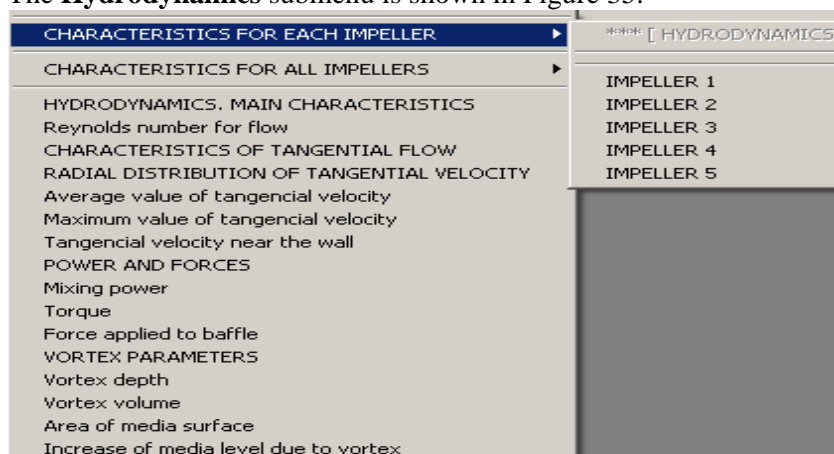 The Hydrodynamics submenu is shown in Figure 33.
CHARACTERISTICS FOR EACH IMPELLER
CHARACTERISTICS FOR ALL IMPELLERS
HYDRODYNAMICS. MAIN CHARACTERISTICS
Reynolds number for flow
CHARACTERISTICS OF TANGENTIAL FLOW
RADIAL DISTRIBUTION OF TANGENTIAL VELOCITY
Average value of tangencial velocity
Maximum value of tangencial velocity
Tangencial velocity near the wall
POWER AND FORCES
Mixing power
Torque
Force applied to baffle
VORTEX PARAMETERS
Vortex depth
Vortex volume
Area of media surface
Increase of media level due to vortex
**** [ HYDRODYNAMICS
IMPELLER 1
IMPELLER 2
IMPELLER 3
IMPELLER 4
IMPELLER 5